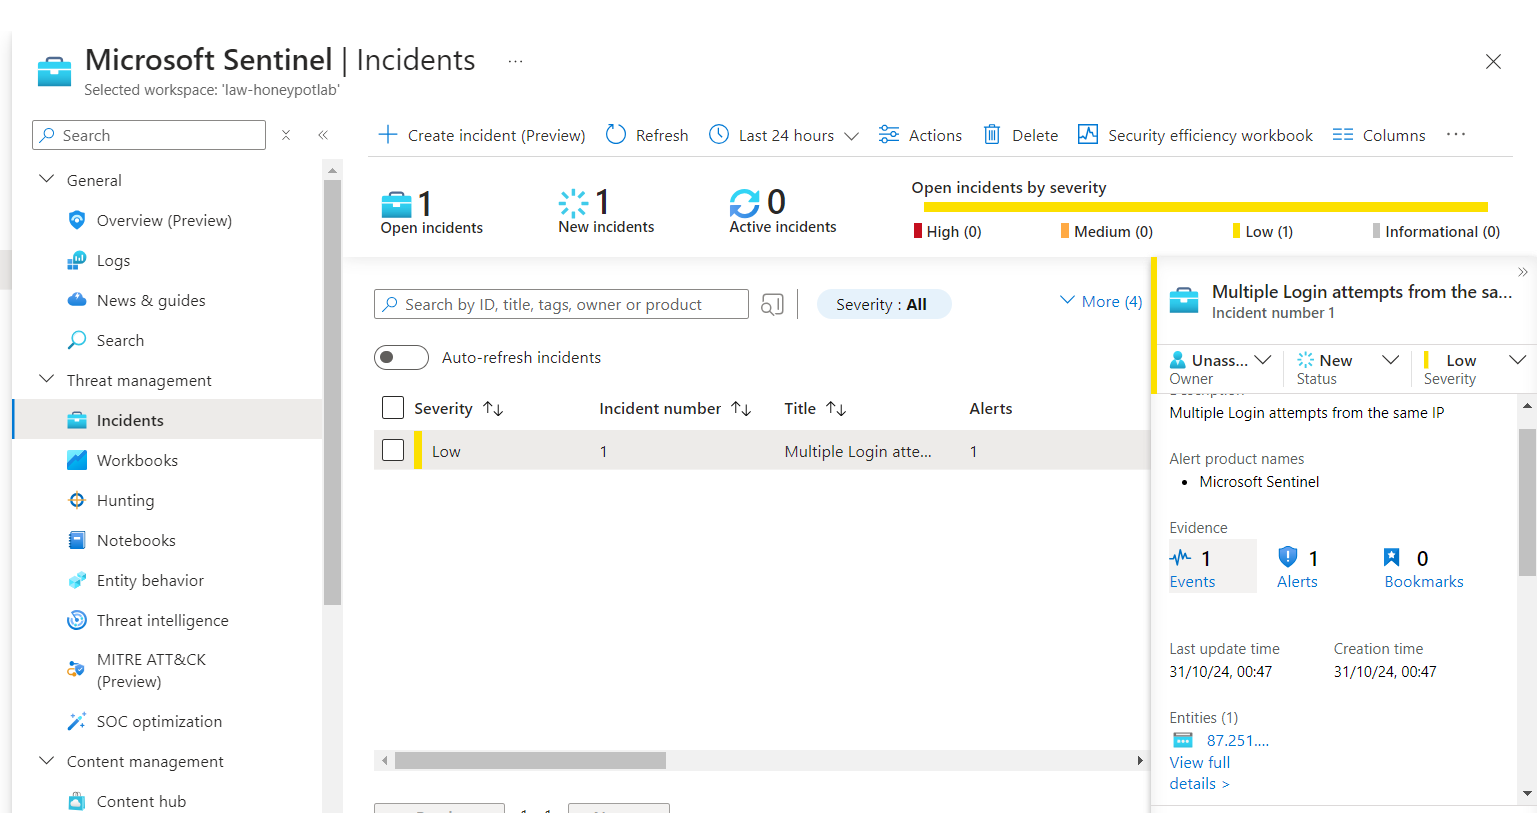 Microsoft Sentinel | Incidents ...
Selected workspace: 'law-honeypotlab'
Search
General
Overview (Preview)
Logs
News & guides
Search
Threat management
Incidents
Workbooks
Hunting
Notebooks
Entity behavior
Threat intelligence
MITRE ATT&CK
(Preview)
SOC optimization
Content management
Content hub
Create incident (Preview) Refresh Last 24 hours Actions Delete Security efficiency workbook Columns ...
1
Open incidents
1
New incidents
0
Active incidents
Open incidents by severity
High (0) Medium (0) Low (1) Informational (0)
Search by ID, title, tags, owner or product
Severity : All
More (4)
Auto-refresh incidents
Severity Incident number Title Alerts
Low 1 Multiple Login atte... 1
Multiple Login attempts from the sa...
Incident number 1
Unass... New Low
Owner Status Severity
Description
Multiple Login attempts from the same IP
Alert product names
• Microsoft Sentinel
Evidence
1 1 0
Events Alerts Bookmarks
Last update time Creation time
31/10/24, 00:47 31/10/24, 00:47
Entities (1)
87.251....
View full
details >